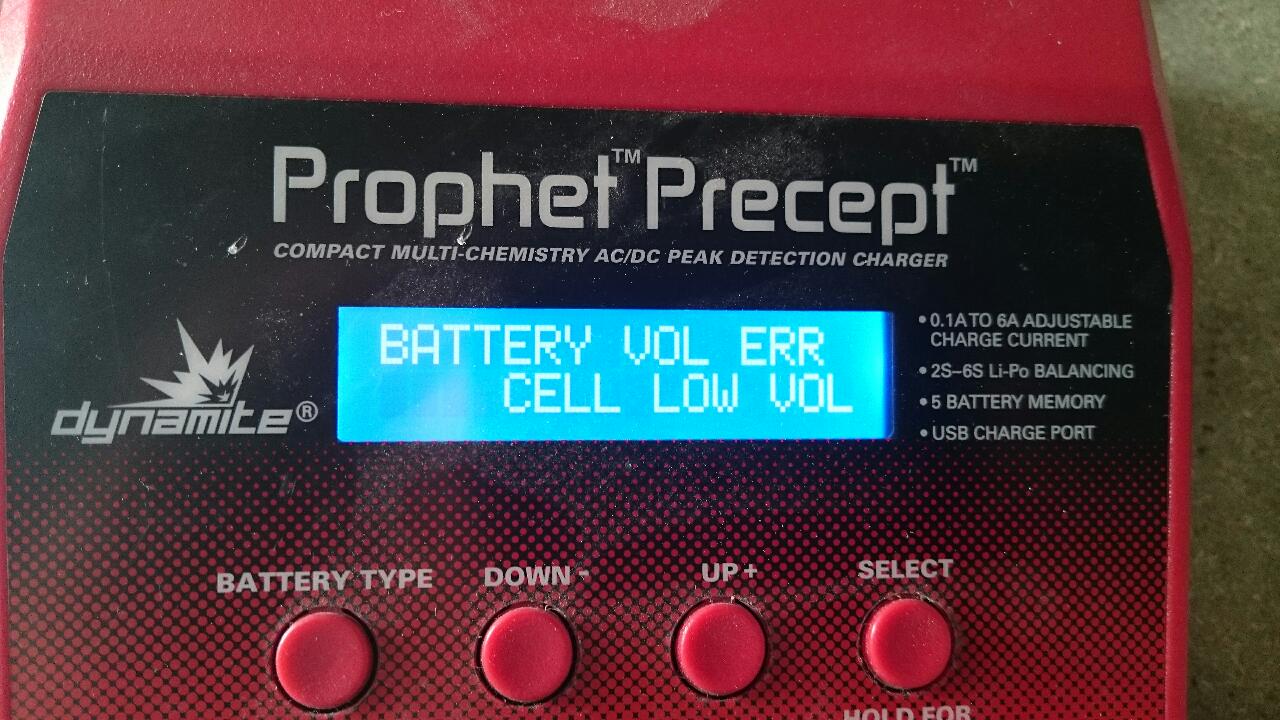 Prophet™ Precept™
COMPACT MULTI-CHEMISTRY AC/DC PEAK DETECTION CHARGER
BATTERY VOL ERR
CELL LOW VOL
dynamite®
• 0.1A TO 6A ADJUSTABLE
CHARGE CURRENT
• 2S–6S Li-Po BALANCING
• 5 BATTERY MEMORY
• USB CHARGE PORT
BATTERY TYPE
DOWN -
UP +
SELECT
HOLD FOR